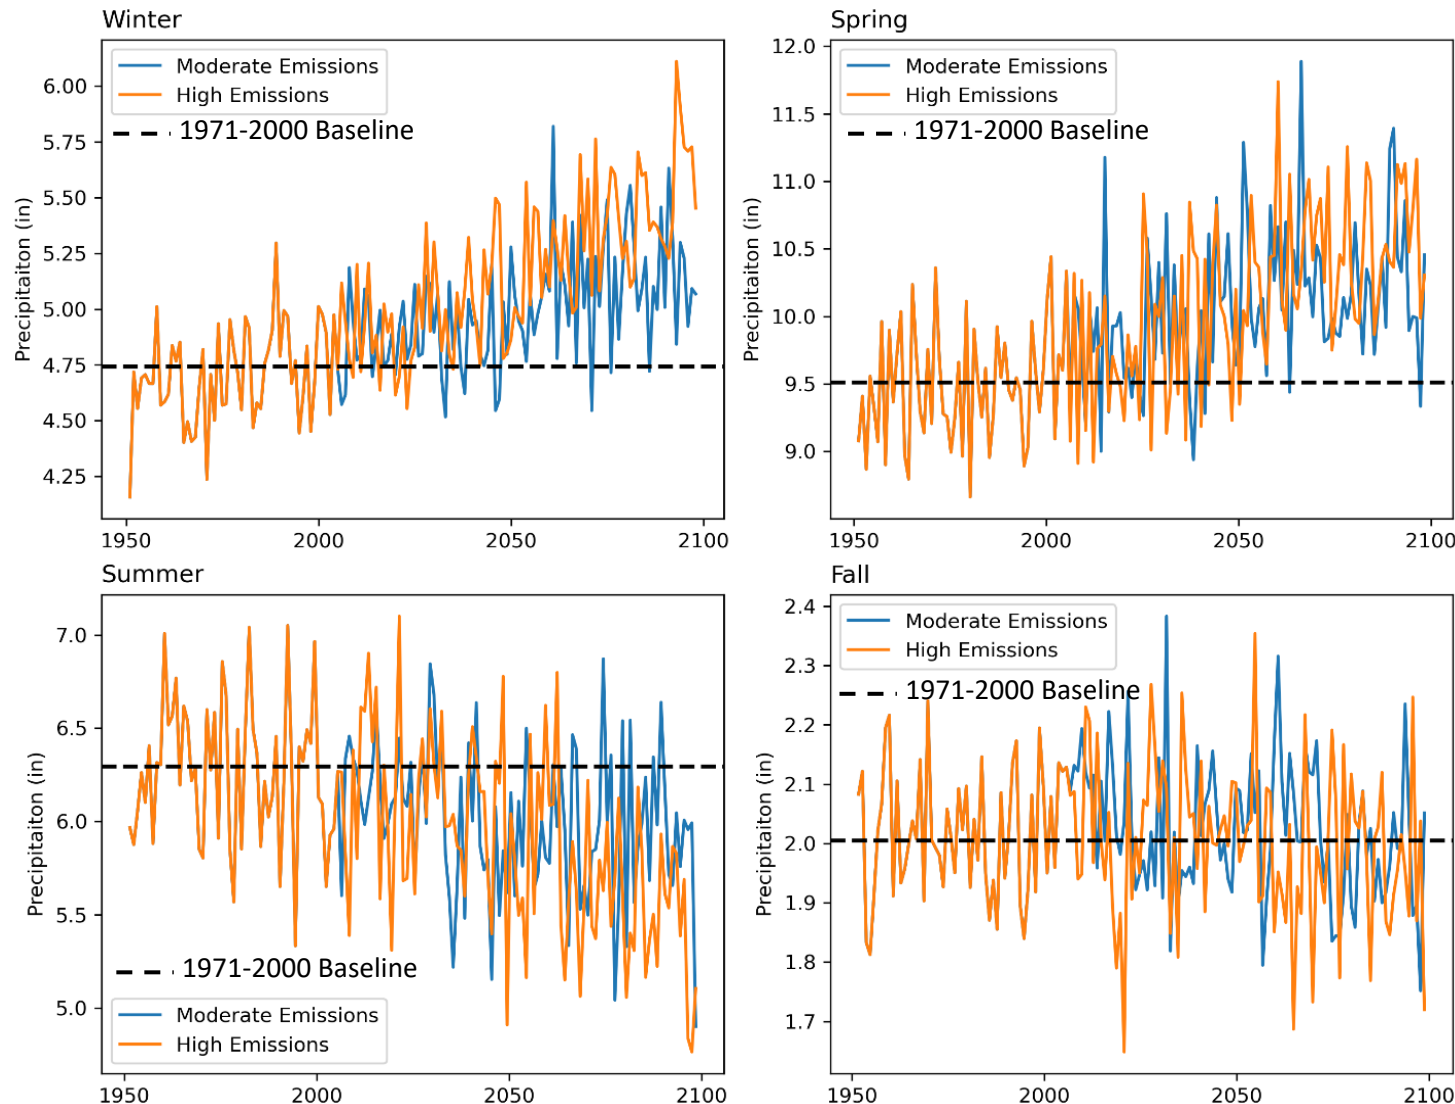 Winter
Moderate Emissions
High Emissions
1971-2000 Baseline
Precipitaiton (in)
6.00
5.75
5.50
5.25
5.00
4.75
4.50
4.25
1950 2000 2050 2100
Spring
Moderate Emissions
High Emissions
1971-2000 Baseline
Precipitaiton (in)
12.0
11.5
11.0
10.5
10.0
9.5
9.0
1950 2000 2050 2100
Summer
Precipitaiton (in)
7.0
6.5
6.0
5.5
5.0
1971-2000 Baseline
Moderate Emissions
High Emissions
1950 2000 2050 2100
Fall
Moderate Emissions
High Emissions
1971-2000 Baseline
Precipitaiton (in)
2.4
2.3
2.2
2.1
2.0
1.9
1.8
1.7
1950 2000 2050 2100